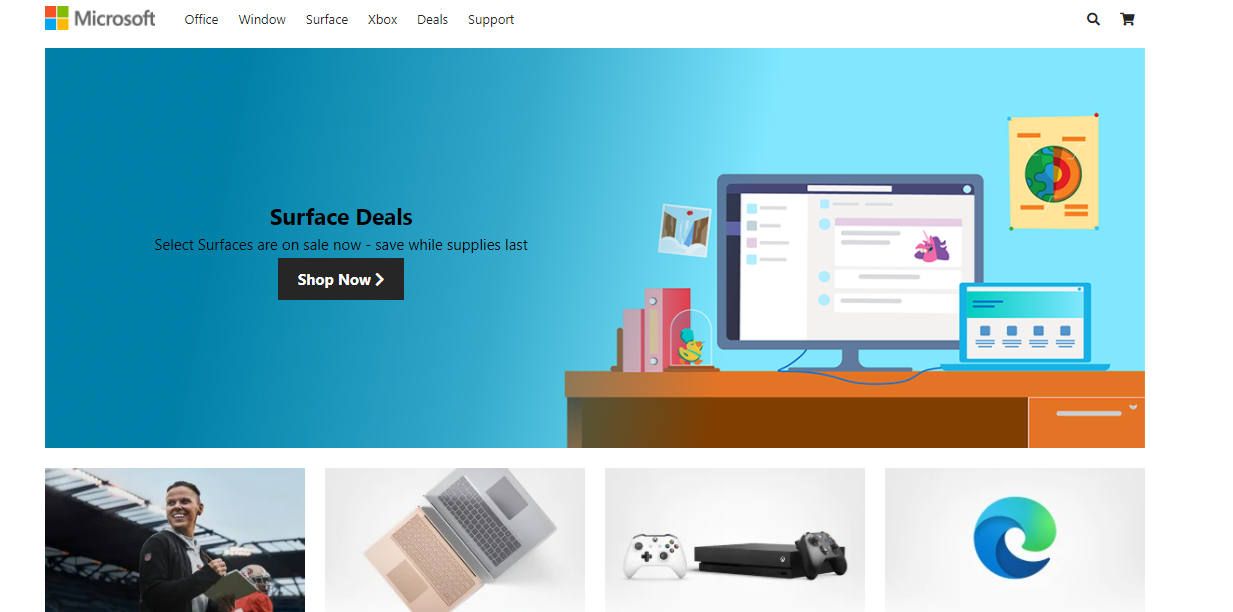 Microsoft Office Window Surface Xbox Deals Support
Surface Deals
Select Surfaces are on sale now - save while supplies last
Shop Now